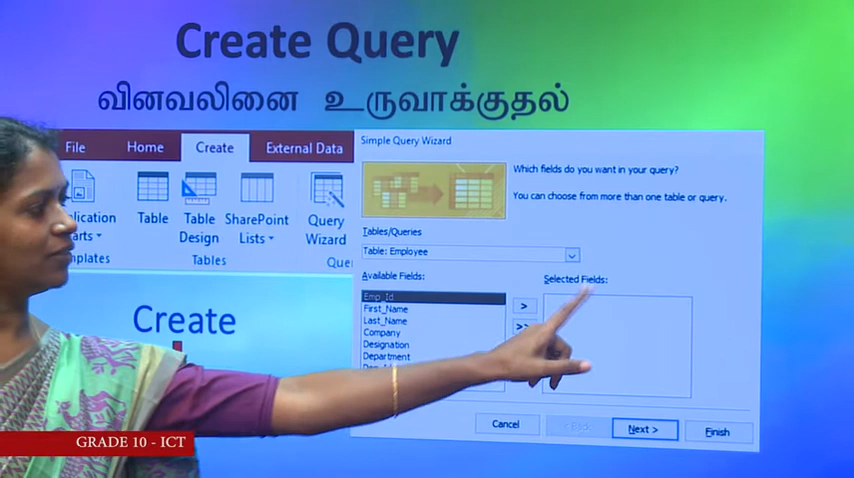 Create Query
வினவலினை உருவாக்குதல்
File Home Create External Data
Table
Table Design
SharePoint Lists
Query Wizard
Tables
Simple Query Wizard
Which fields do you want in your query?
You can choose from more than one table or query.
Tables/Queries
Table: Employee
Available Fields:
Selected Fields:
Emp_Id
First_Name
Last_Name
Company
Designation
Department
>
>>
Cancel
< Back
Next >
Finish
Create
GRADE 10 - ICT